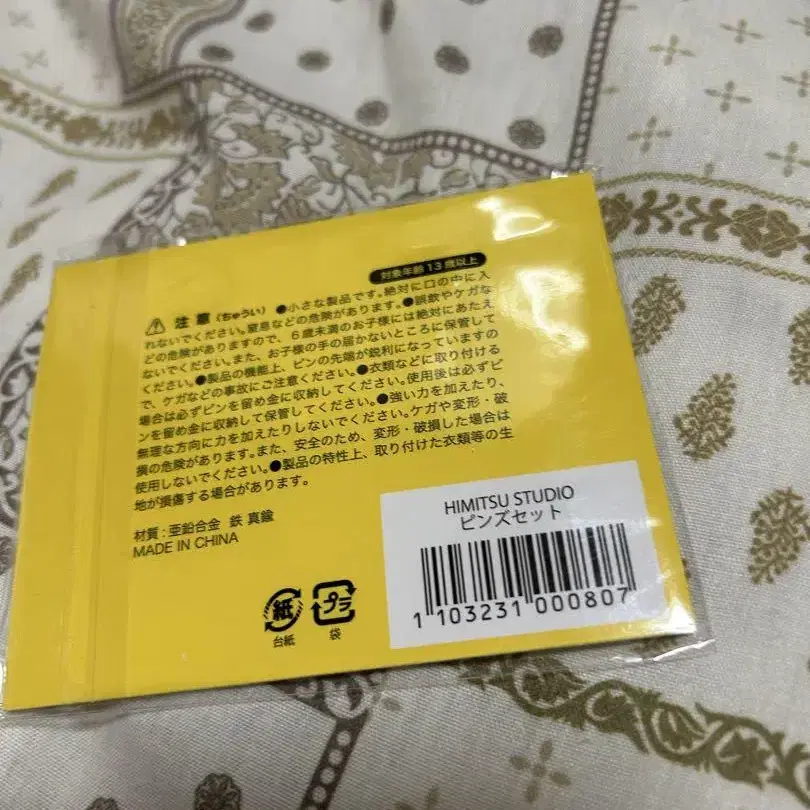 対象年齢13歳以上
注意（ちゅうい）●小さな製品です。絶対に口の中に入
れないでください。窒息などの危険があります。●誤飲やケガな
どの危険がありますので、6歳未満のお子様には絶対にあたえ
ないでください。また、お子様の手の届かないところに保管して
ください。●製品の機能上、ピンの先端が鋭利になっていますの
で、ケガなどの事故にご注意ください。●衣類などに取り付ける
場合は必ずピンを留め金に収納してください。使用後は必ずピ
ンを留め金に収納して保管してください。●強い力を加えたり、
無理な方向に力を加えたりしないでください。ケガや変形・破
損の危険があります。また、安全のため、変形・破損した場合は
使用しないでください。●製品の特性上、取り付けた衣類等の生
地が損傷する場合があります。
材質：亜鉛合金 鉄 真鍮
MADE IN CHINA
紙
台紙
プラ
袋
HIMITSU STUDIO
ピンズセット
1 103231 000807